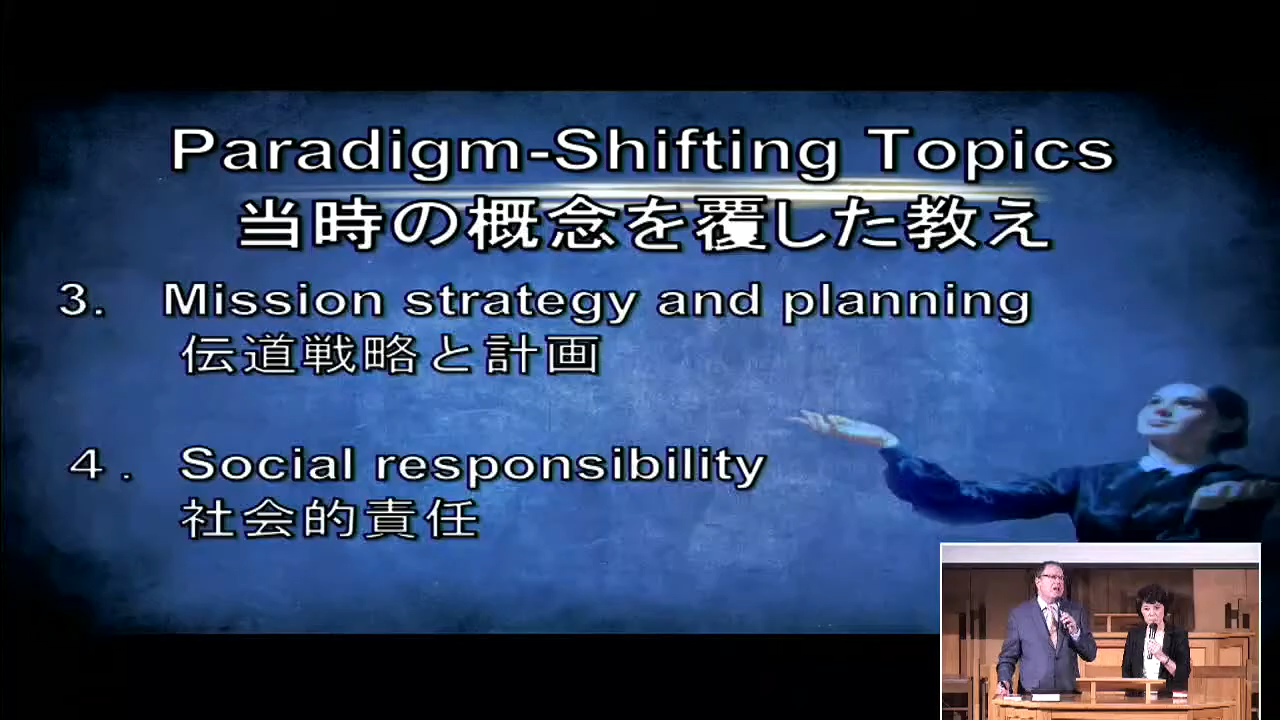 Paradigm-Shifting Topics
当時の概念を覆した教え
3. Mission strategy and planning
伝道戦略と計画
４. Social responsibility
社会的責任